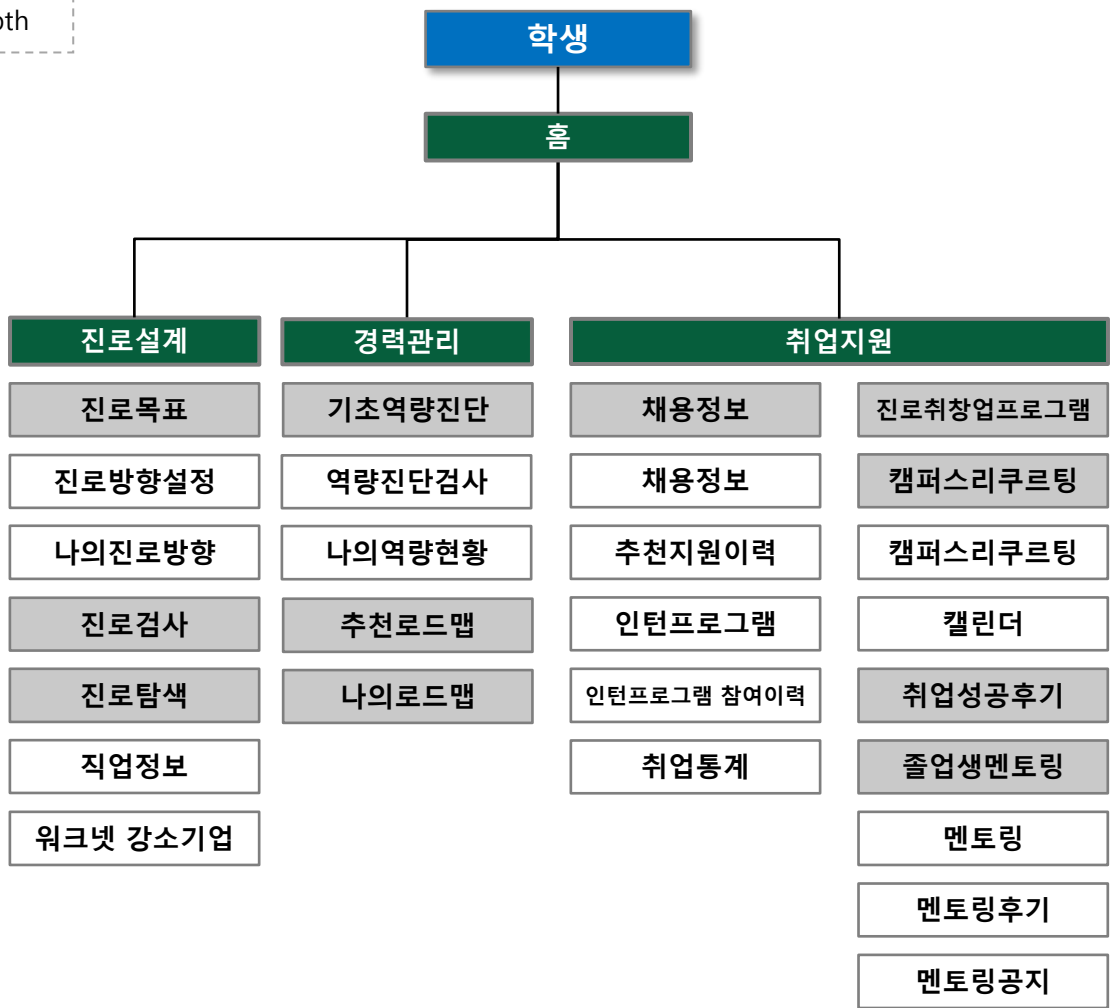 학생
홈
진로설계
진로목표
진로방향설정
나의진로방향
진로검사
진로탐색
직업정보
워크넷 강소기업
경력관리
기초역량진단
역량진단검사
나의역량현황
추천로드맵
나의로드맵
취업지원
채용정보
채용정보
추천지원이력
인턴프로그램
인턴프로그램 참여이력
취업통계
진로취창업프로그램
캠퍼스리쿠르팅
캠퍼스리쿠르팅
캘린더
취업성공후기
졸업생멘토링
멘토링
멘토링후기
멘토링공지